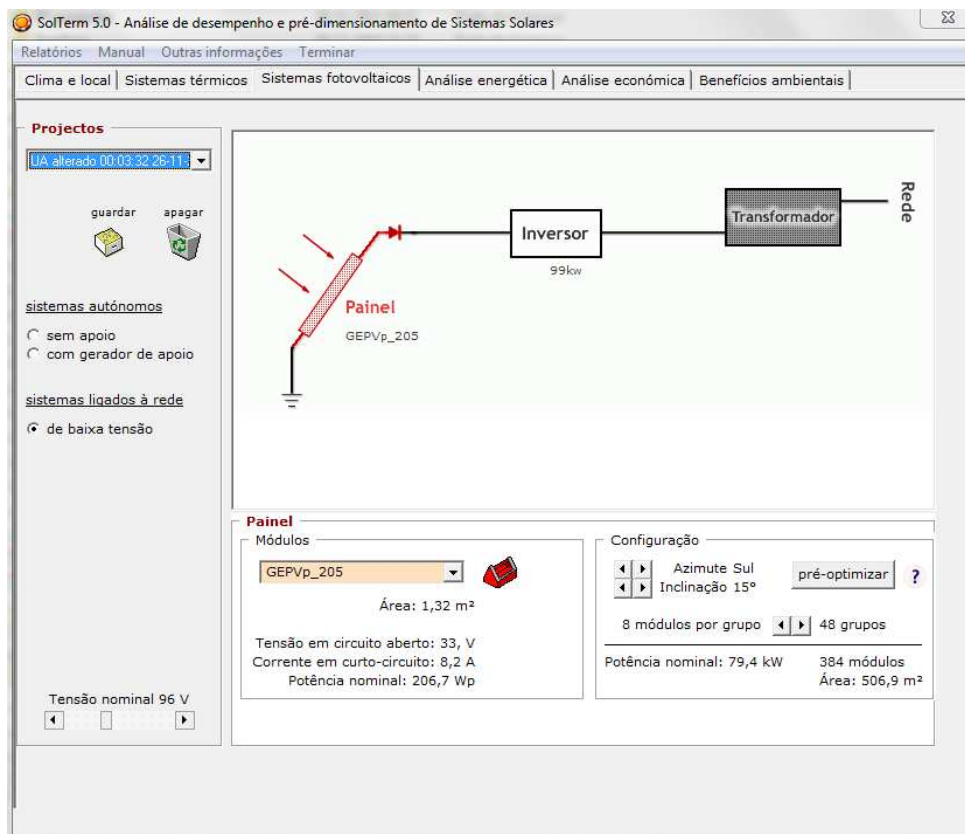 SolTerm 5.0 - Análise de desempenho e pré-dimensionamento de Sistemas Solares
Relatórios Manual Outras informações Terminar
Clima e local Sistemas térmicos Sistemas fotovoltaicos Análise energética Análise económica Benefícios ambientais
Projectos
UA alterado 00:03:32 26-11-
guardar apagar
sistemas autónomos
sem apoio
com gerador de apoio
sistemas ligados à rede
de baixa tensão
Tensão nominal 96 V
Rede
Transformador
Inversor
99kw
Painel
GEPVp_205
Painel
Módulos
GEPVp_205
Área: 1,32 m²
Tensão em circuito aberto: 33, V
Corrente em curto-circuito: 8,2 A
Potência nominal: 206,7 Wp
Configuração
Azimute Sul
Inclinação 15°
pré-optimizar ?
8 módulos por grupo 48 grupos
Potência nominal: 79,4 kW 384 módulos
Área: 506,9 m²